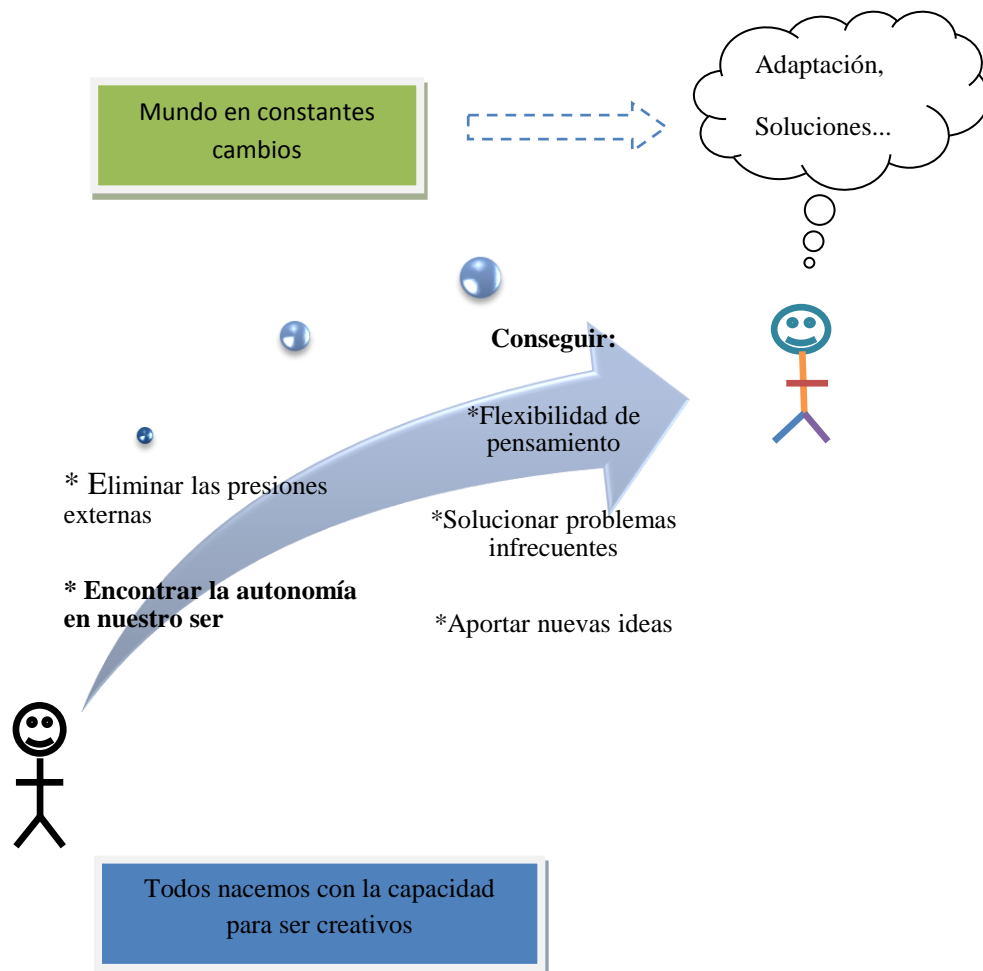 Mundo en constantes
cambios
Adaptación,
Soluciones...
Conseguir:
*Flexibilidad de
pensamiento
* Eliminar las presiones
externas
*Solucionar problemas
infrecuentes
* Encontrar la autonomía
en nuestro ser
*Aportar nuevas ideas
Todos nacemos con la capacidad
para ser creativos